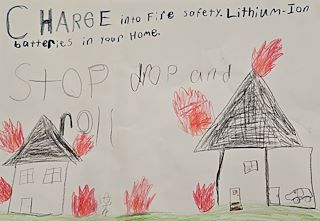 CHARGE into Fire safety. Lithium-Ion
batteries in your Home.
Stop drop and
roll